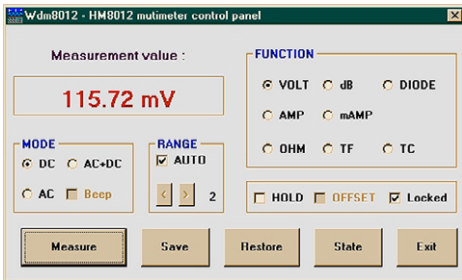 Wdm8012 - HM8012 mutimeter control panel
Measurement value :
115.72 mV
FUNCTION
VOLT dB DIODE
AMP mAMP
OHM TF TC
MODE
DC AC+DC
AC Beep
RANGE
AUTO
< > 2
HOLD OFFSET Locked
Measure Save Restore State Exit